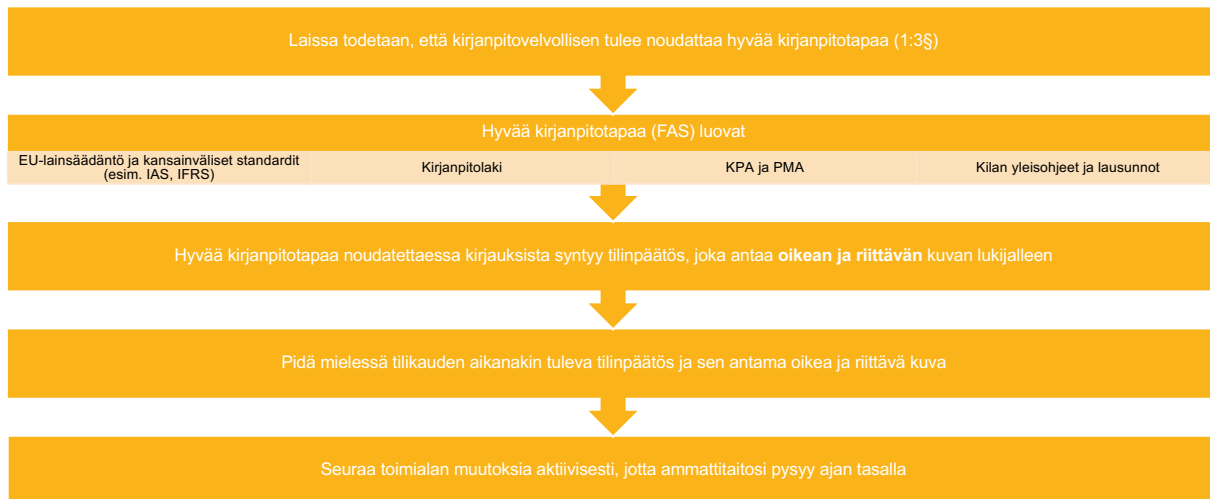 Laissa todetaan, että kirjanpitovelvollisen tulee noudattaa hyvää kirjanpitotapaa (1:3§)
Hyvää kirjanpitotapaa (FAS) luovat
EU-lainsäädäntö ja kansainväliset standardit
(esim. IAS, IFRS)
Kirjanpitolaki
KPA ja PMA
Kilan yleisohjeet ja lausunnot
Hyvää kirjanpitotapaa noudatettaessa kirjauksista syntyy tilinpäätös, joka antaa oikean ja riittävän kuvan lukijalleen
Pidä mielessä tilikauden aikanakin tuleva tilinpäätös ja sen antama oikea ja riittävä kuva
Seuraa toimialan muutoksia aktiivisesti, jotta ammattitaitosi pysyy ajan tasalla